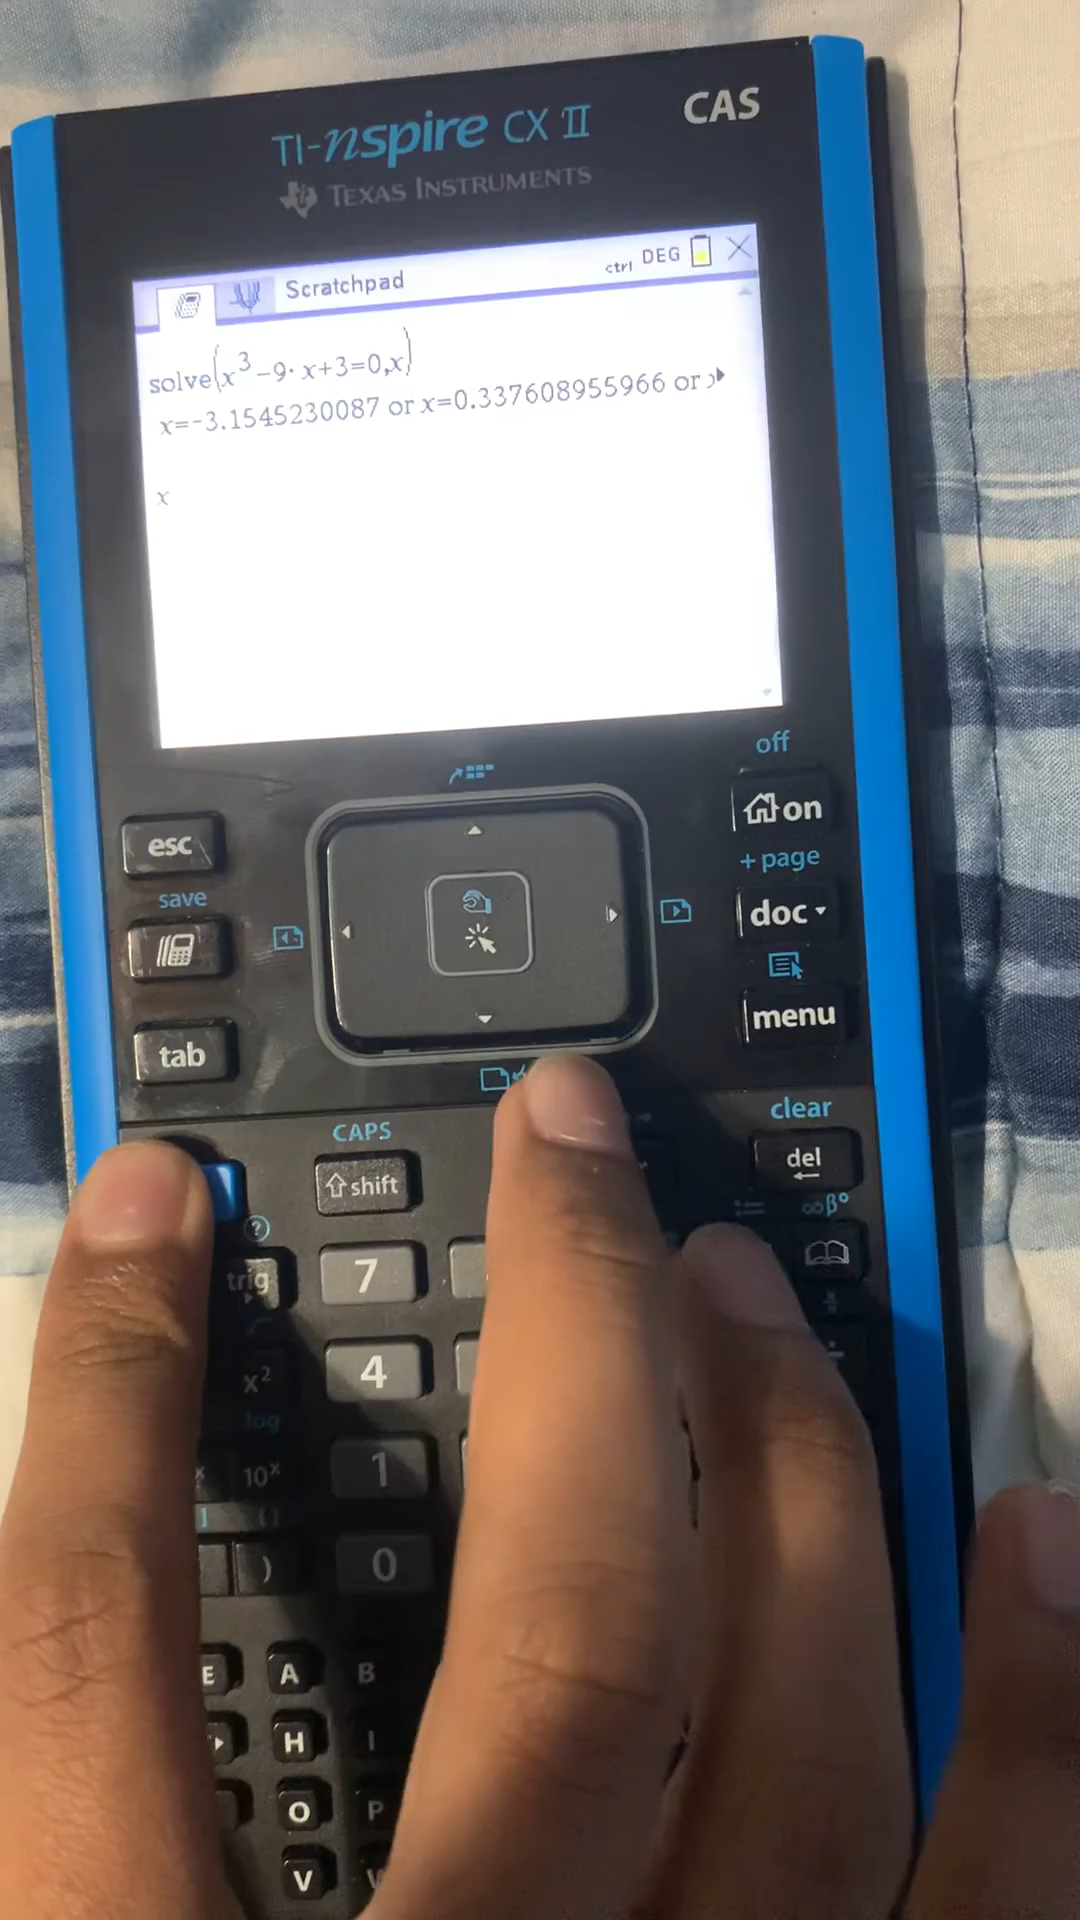 TI-nspire CX II CAS
TEXAS INSTRUMENTS
Scratchpad ctrl DEG
solve(x³-9·x+3=0,x)
x=-3.1545230087 or x=0.337608955966 or
x
off
esc
on
save
+ page
doc
tab
menu
CAPS
clear
shift
del
∞β°
?
trig
7
x²
4
log
10ˣ
1
)
0
E A B
H I
O P
V